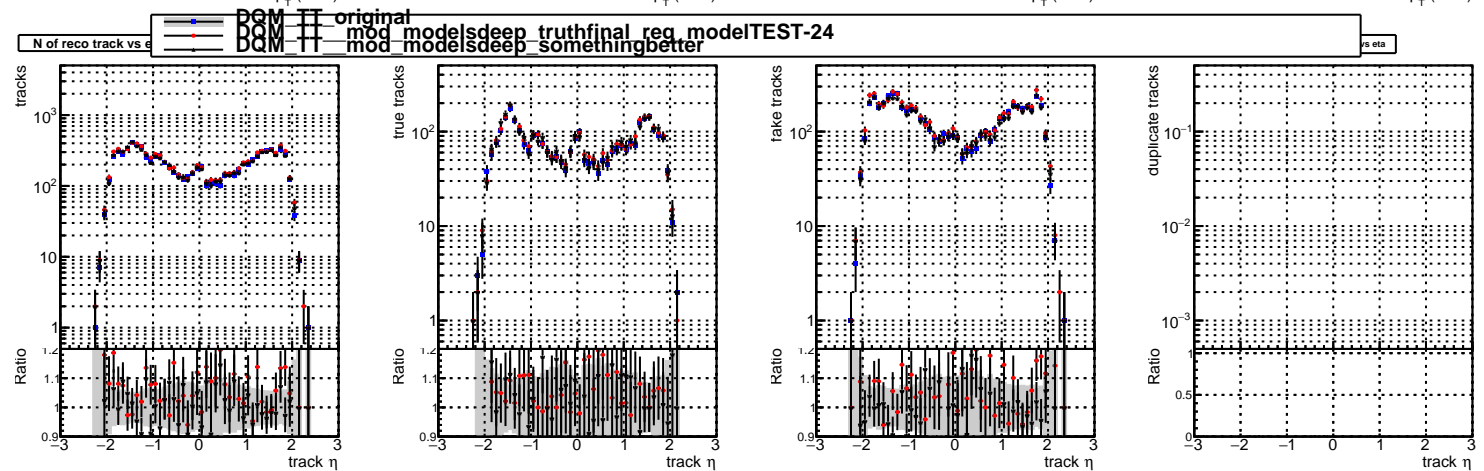 DQM_TT_original
DQM_TT__mod_modelsdeep_truthfinal_reg_modelTEST-24
DQM_TT__mod_modelsdeep_somethingbetter
N of reco track vs e
vs eta
tracks
10³
10²
10
1
Ratio
1.2
1.1
1
0.9
−3 −2 −1 0 1 2 3
track η
true tracks
10²
10
1
Ratio
1.2
1.1
1
0.9
−3 −2 −1 0 1 2 3
track η
fake tracks
10²
10
1
Ratio
1.2
1.1
1
0.9
−3 −2 −1 0 1 2 3
track η
duplicate tracks
10⁻¹
10⁻²
10⁻³
Ratio
1
0.5
0
−3 −2 −1 0 1 2 3
track η